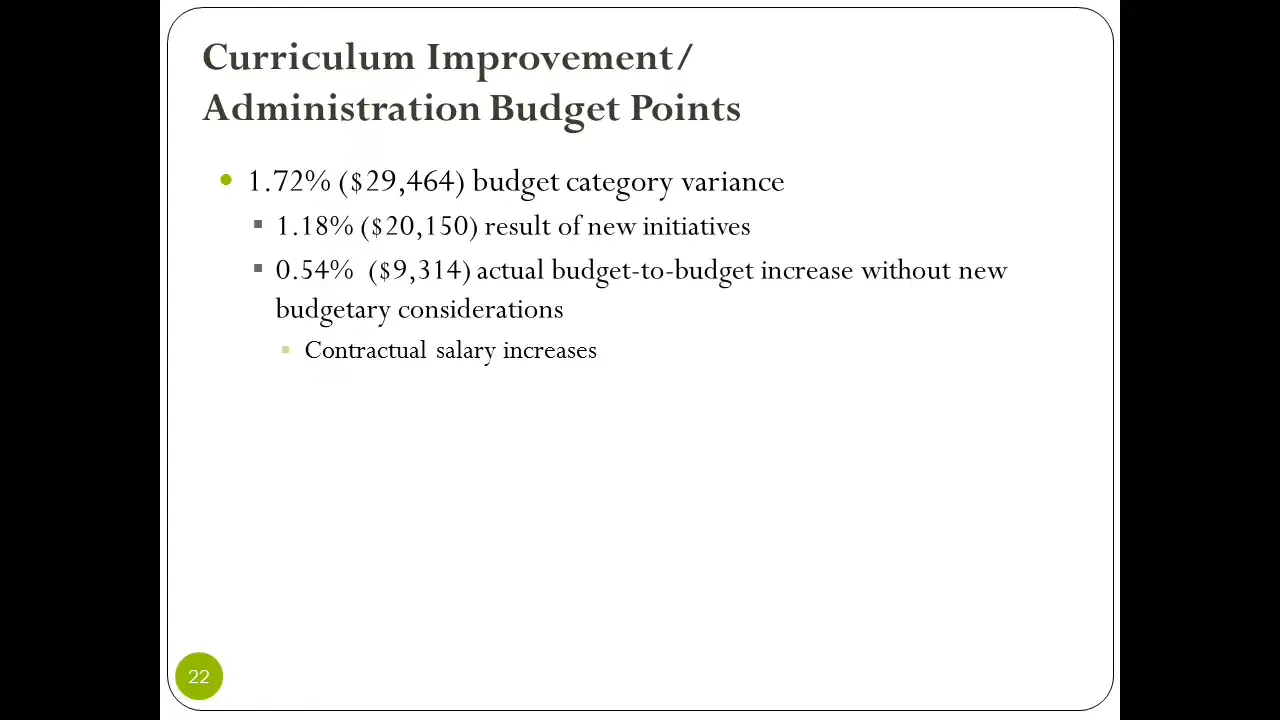 Curriculum Improvement/
Administration Budget Points
1.72% ($29,464) budget category variance
1.18% ($20,150) result of new initiatives
0.54% ($9,314) actual budget-to-budget increase without new
budgetary considerations
Contractual salary increases
22